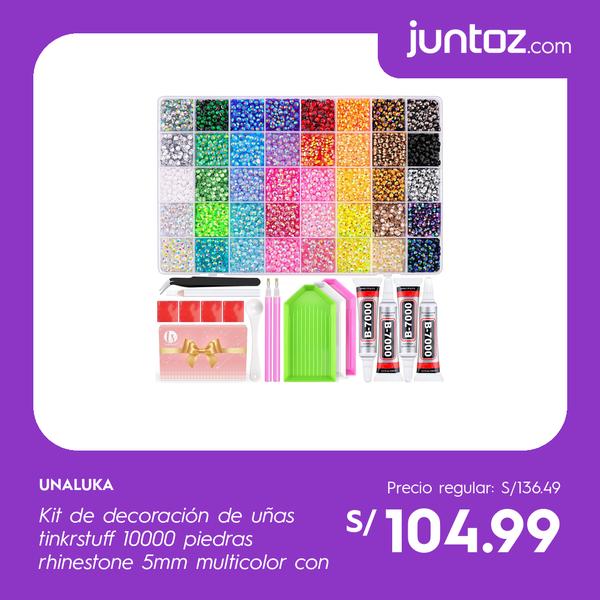 juntoz.com
B-7000
B-7000
B-7000
B-7000
UNALUKA
Kit de decoración de uñas
tinkrstuff 10000 piedras
rhinestone 5mm multicolor con
Precio regular: S/136.49
S/104.99